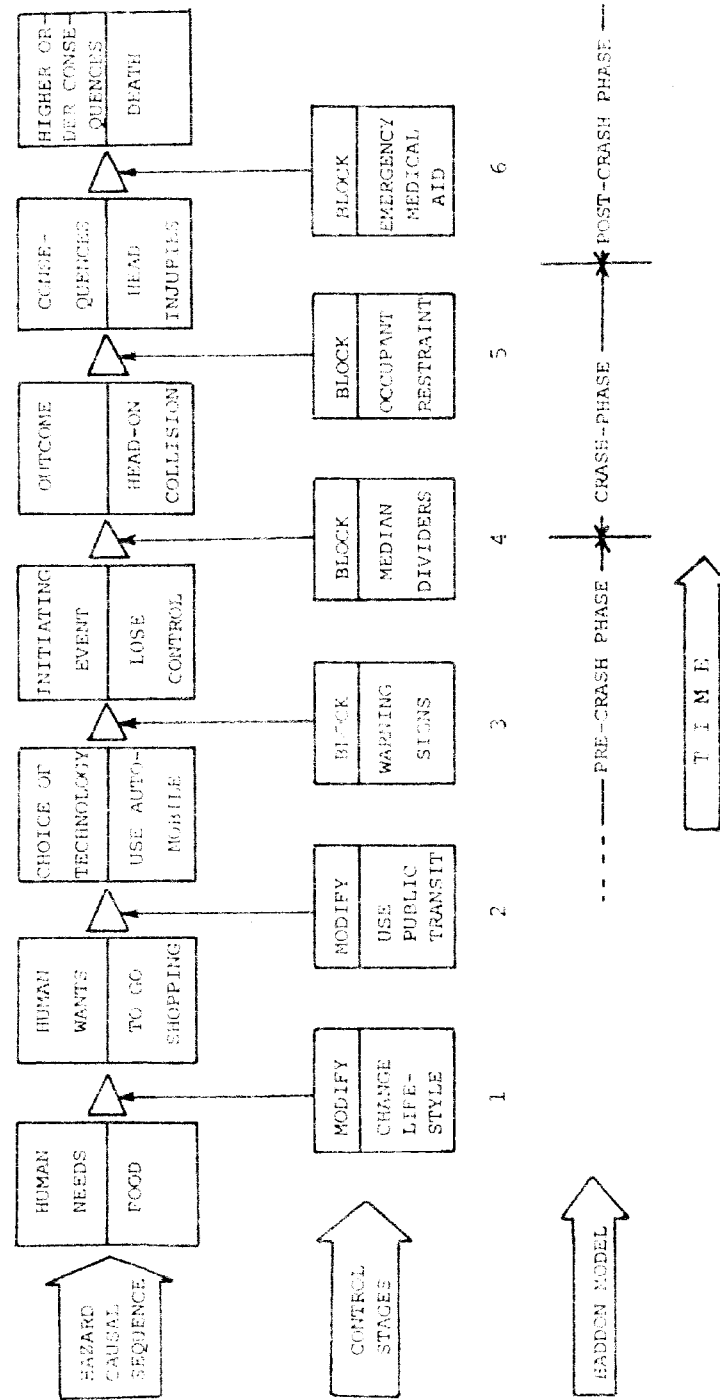 HAZARD
CAUSAL
SEQUENCE
HUMAN
NEEDS
FOOD
HUMAN
WANTS
TO GO
SHOPPING
CHOICE OF
TECHNOLOGY
USE AUTO-
MOBILE
INITIATING
EVENT
LOSE
CONTROL
OUTCOME
HEAD-ON
COLLISION
CONSE-
QUENCES
HEAD
INJURIES
HIGHER OR-
DER CONSE-
QUENCES
DEATH
CONTROL
STAGES
MODIFY
CHANGE
LIFE-
STYLE
MODIFY
USE
PUBLIC
TRANSIT
BLOCK
WARNING
SIGNS
BLOCK
MEDIAN
DIVIDERS
BLOCK
OCCUPANT
RESTRAINT
BLOCK
EMERGENCY
MEDICAL
AID
1
2
3
4
5
6
HADDON MODEL
PRE-CRASH PHASE
CRASH-PHASE
POST-CRASH PHASE
TIME